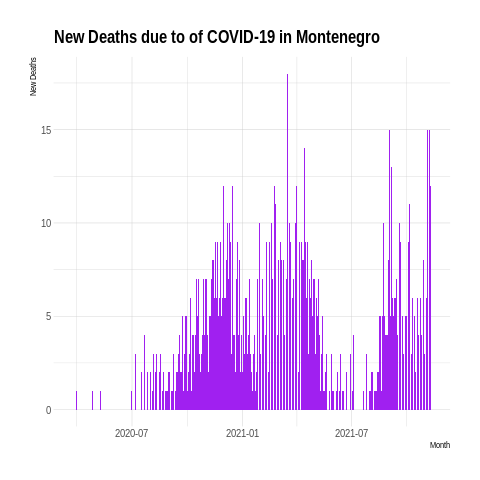 New Deaths due to of COVID-19 in Montenegro
New Deaths
15
10
5
0
2020-07
2021-01
2021-07
Month